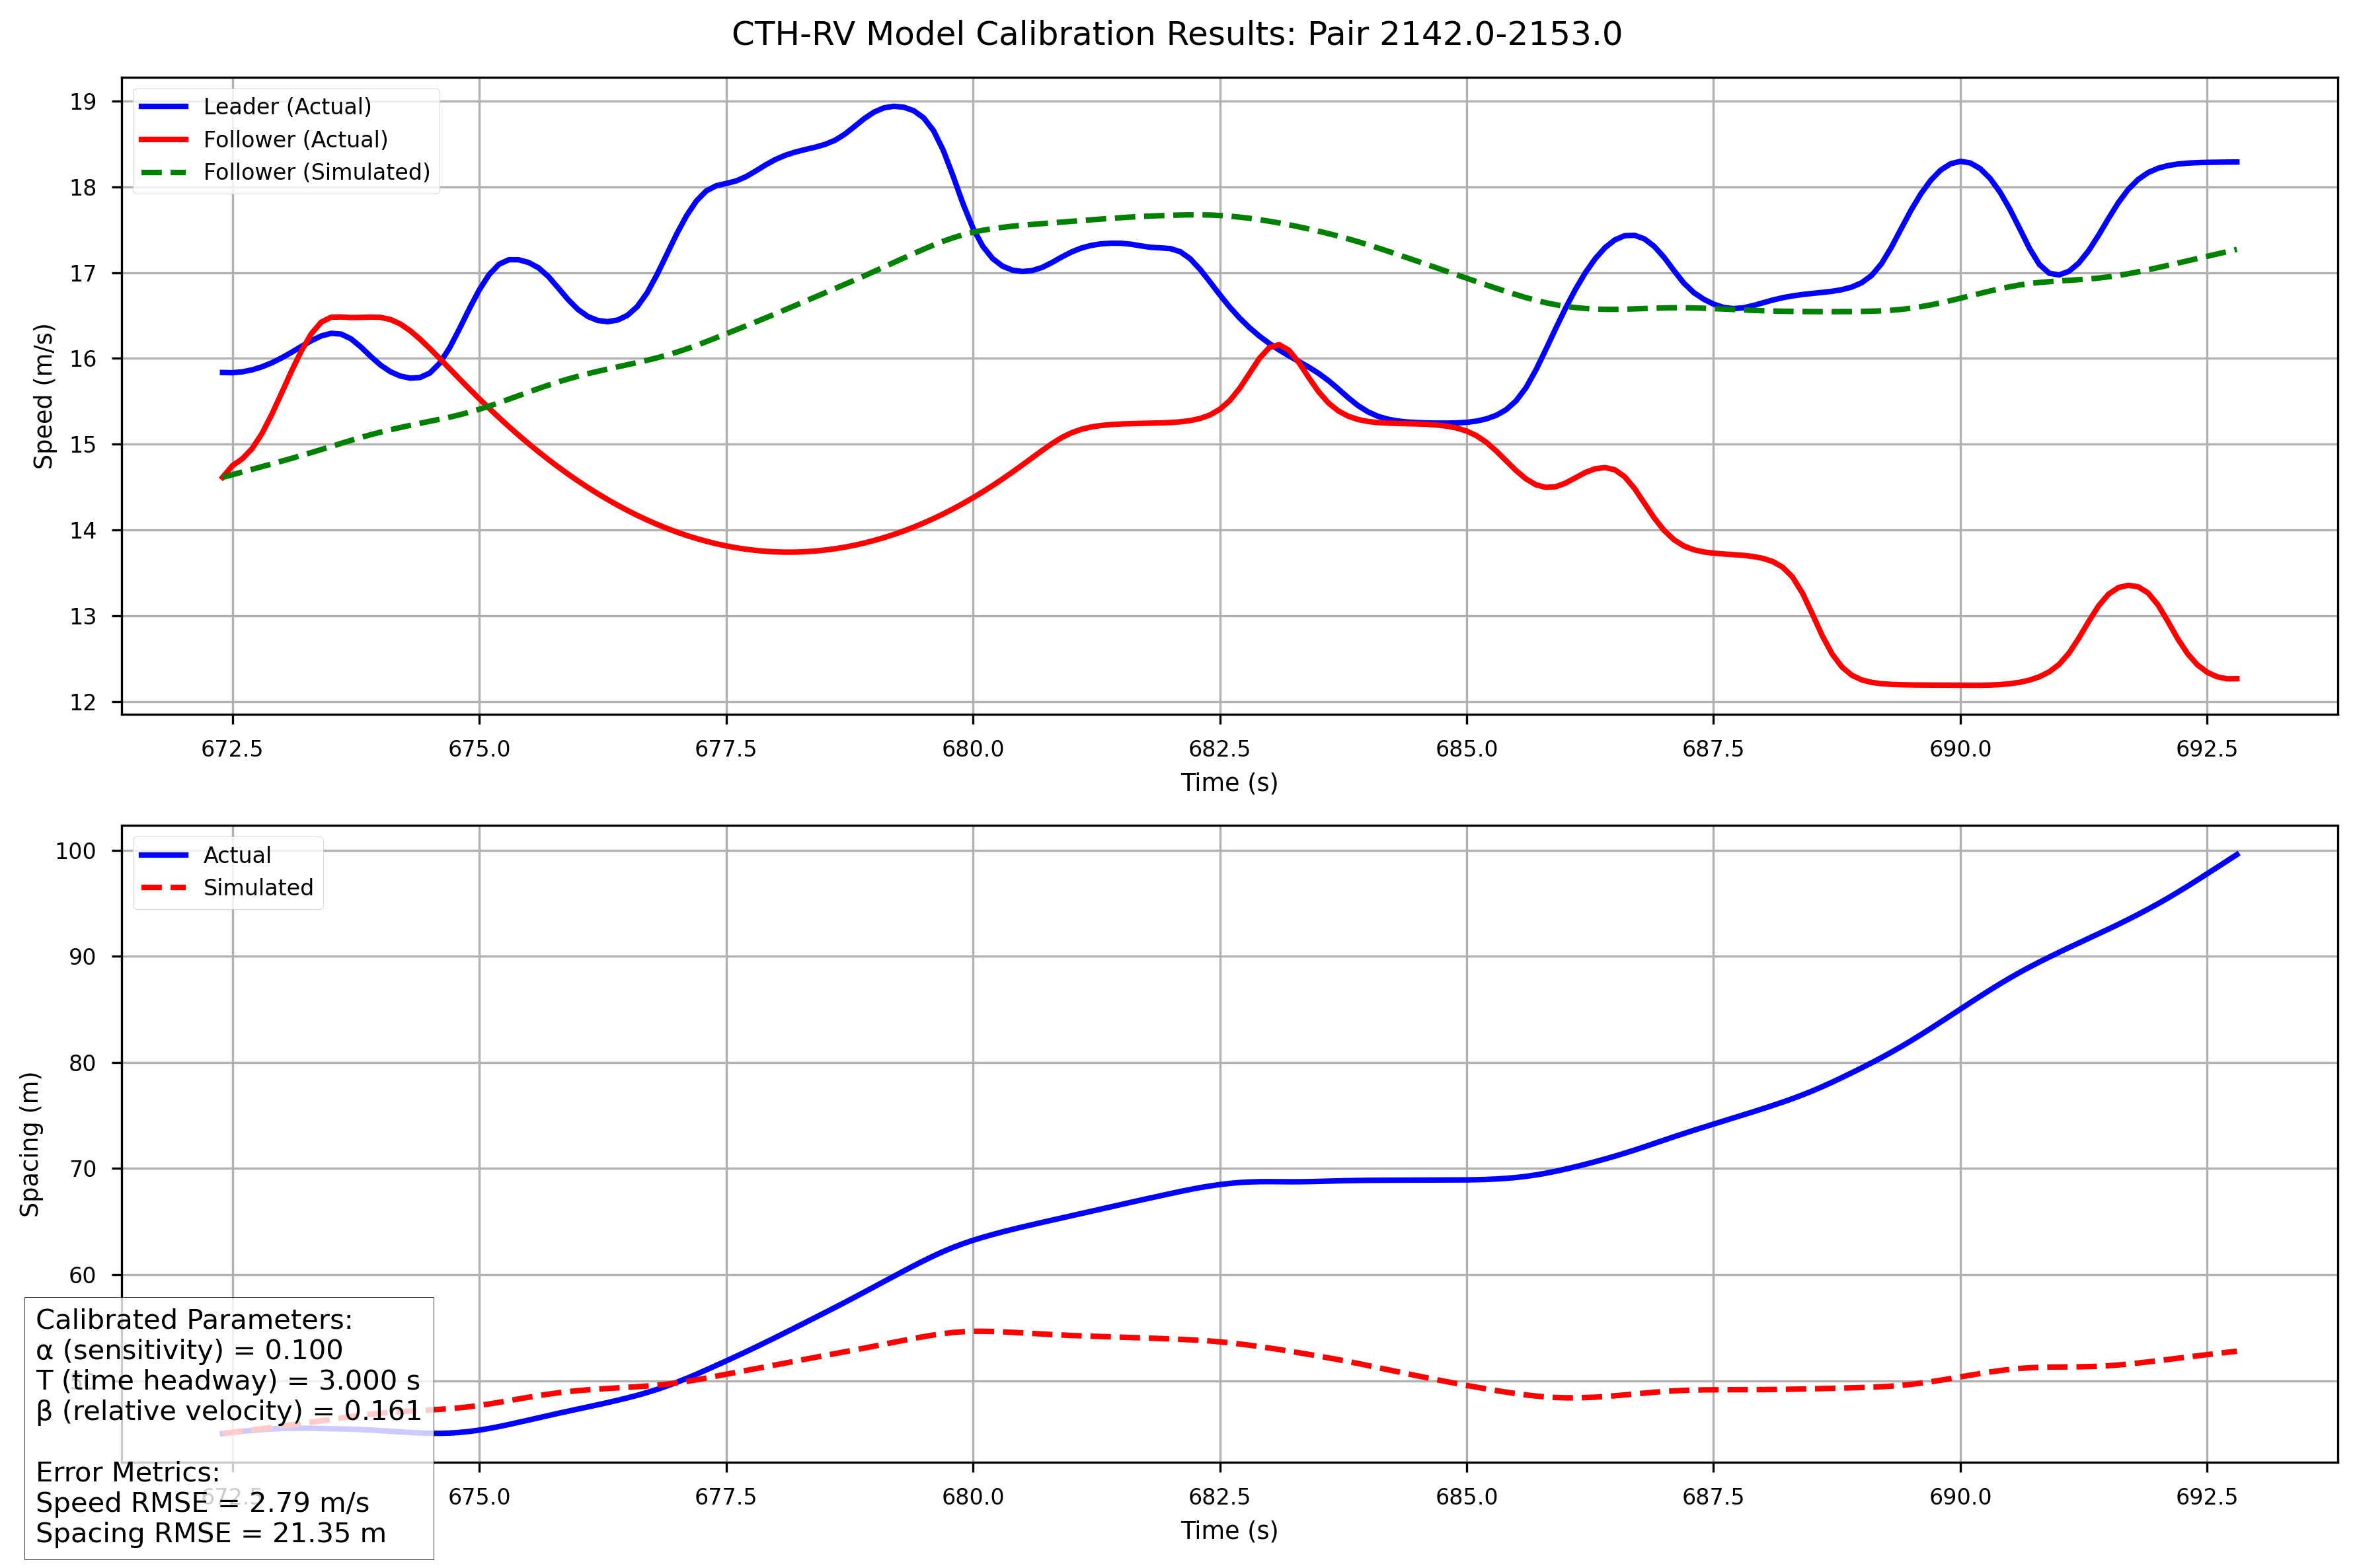 CTH-RV Model Calibration Results: Pair 2142.0-2153.0
Leader (Actual)
Follower (Actual)
Follower (Simulated)
Speed (m/s)
19
18
17
16
15
14
13
12
672.5 675.0 677.5 680.0 682.5 685.0 687.5 690.0 692.5
Time (s)
Actual
Simulated
Spacing (m)
100
90
80
70
60
Calibrated Parameters:
α (sensitivity) = 0.100
T (time headway) = 3.000 s
β (relative velocity) = 0.161
Error Metrics:
Speed RMSE = 2.79 m/s
Spacing RMSE = 21.35 m
672.5 675.0 677.5 680.0 682.5 685.0 687.5 690.0 692.5
Time (s)